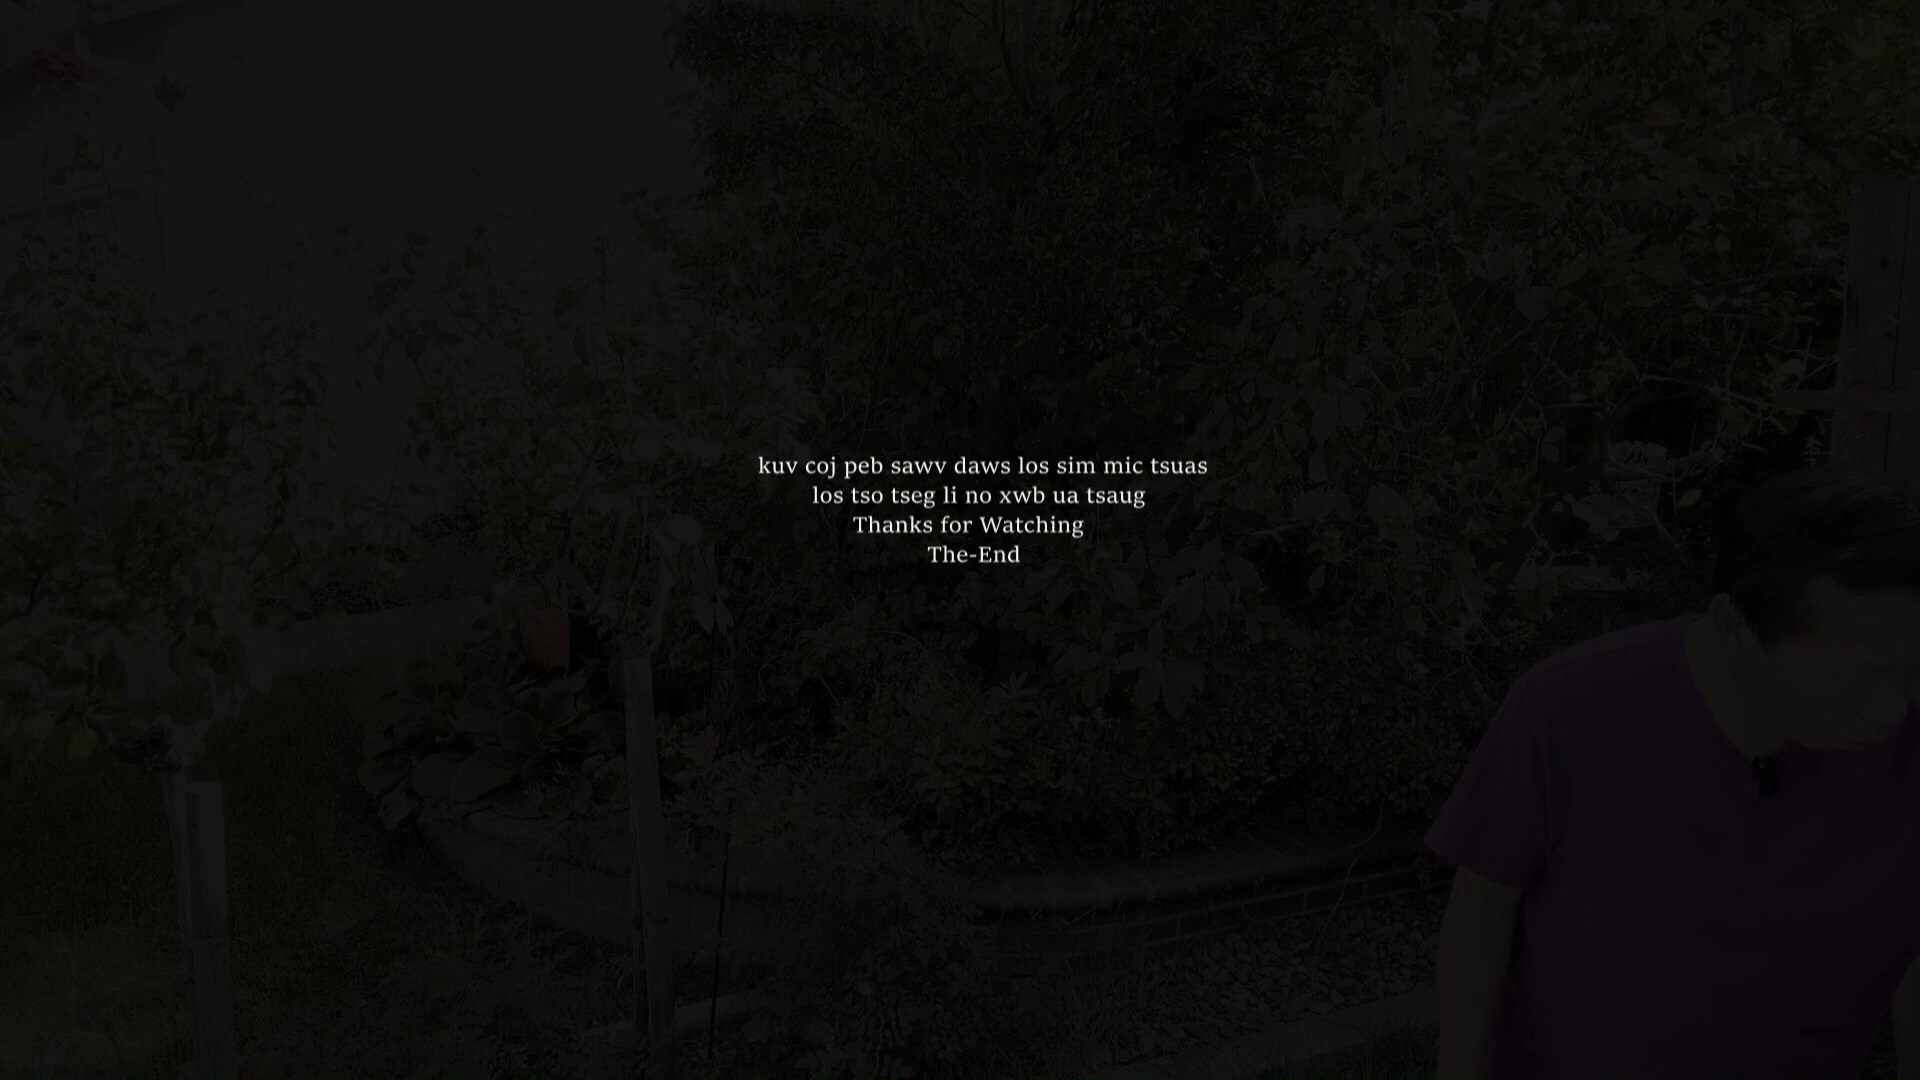 kuv coj peb sawv daws los sim mic tsuas
los tso tseg li no xwb ua tsaug
Thanks for Watching
The-End